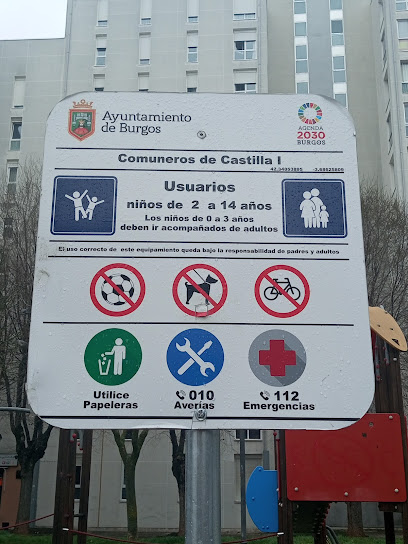 Ayuntamiento
de Burgos
AGENDA
2030
BURGOS
Comuneros de Castilla I
Usuarios
niños de 2 a 14 años
Los niños de 0 a 3 años
deben ir acompañados de adultos
El uso correcto de este equipamiento queda bajo la responsabilidad de padres y adultos
Utilice
Papeleras
010
Averías
112
Emergencias